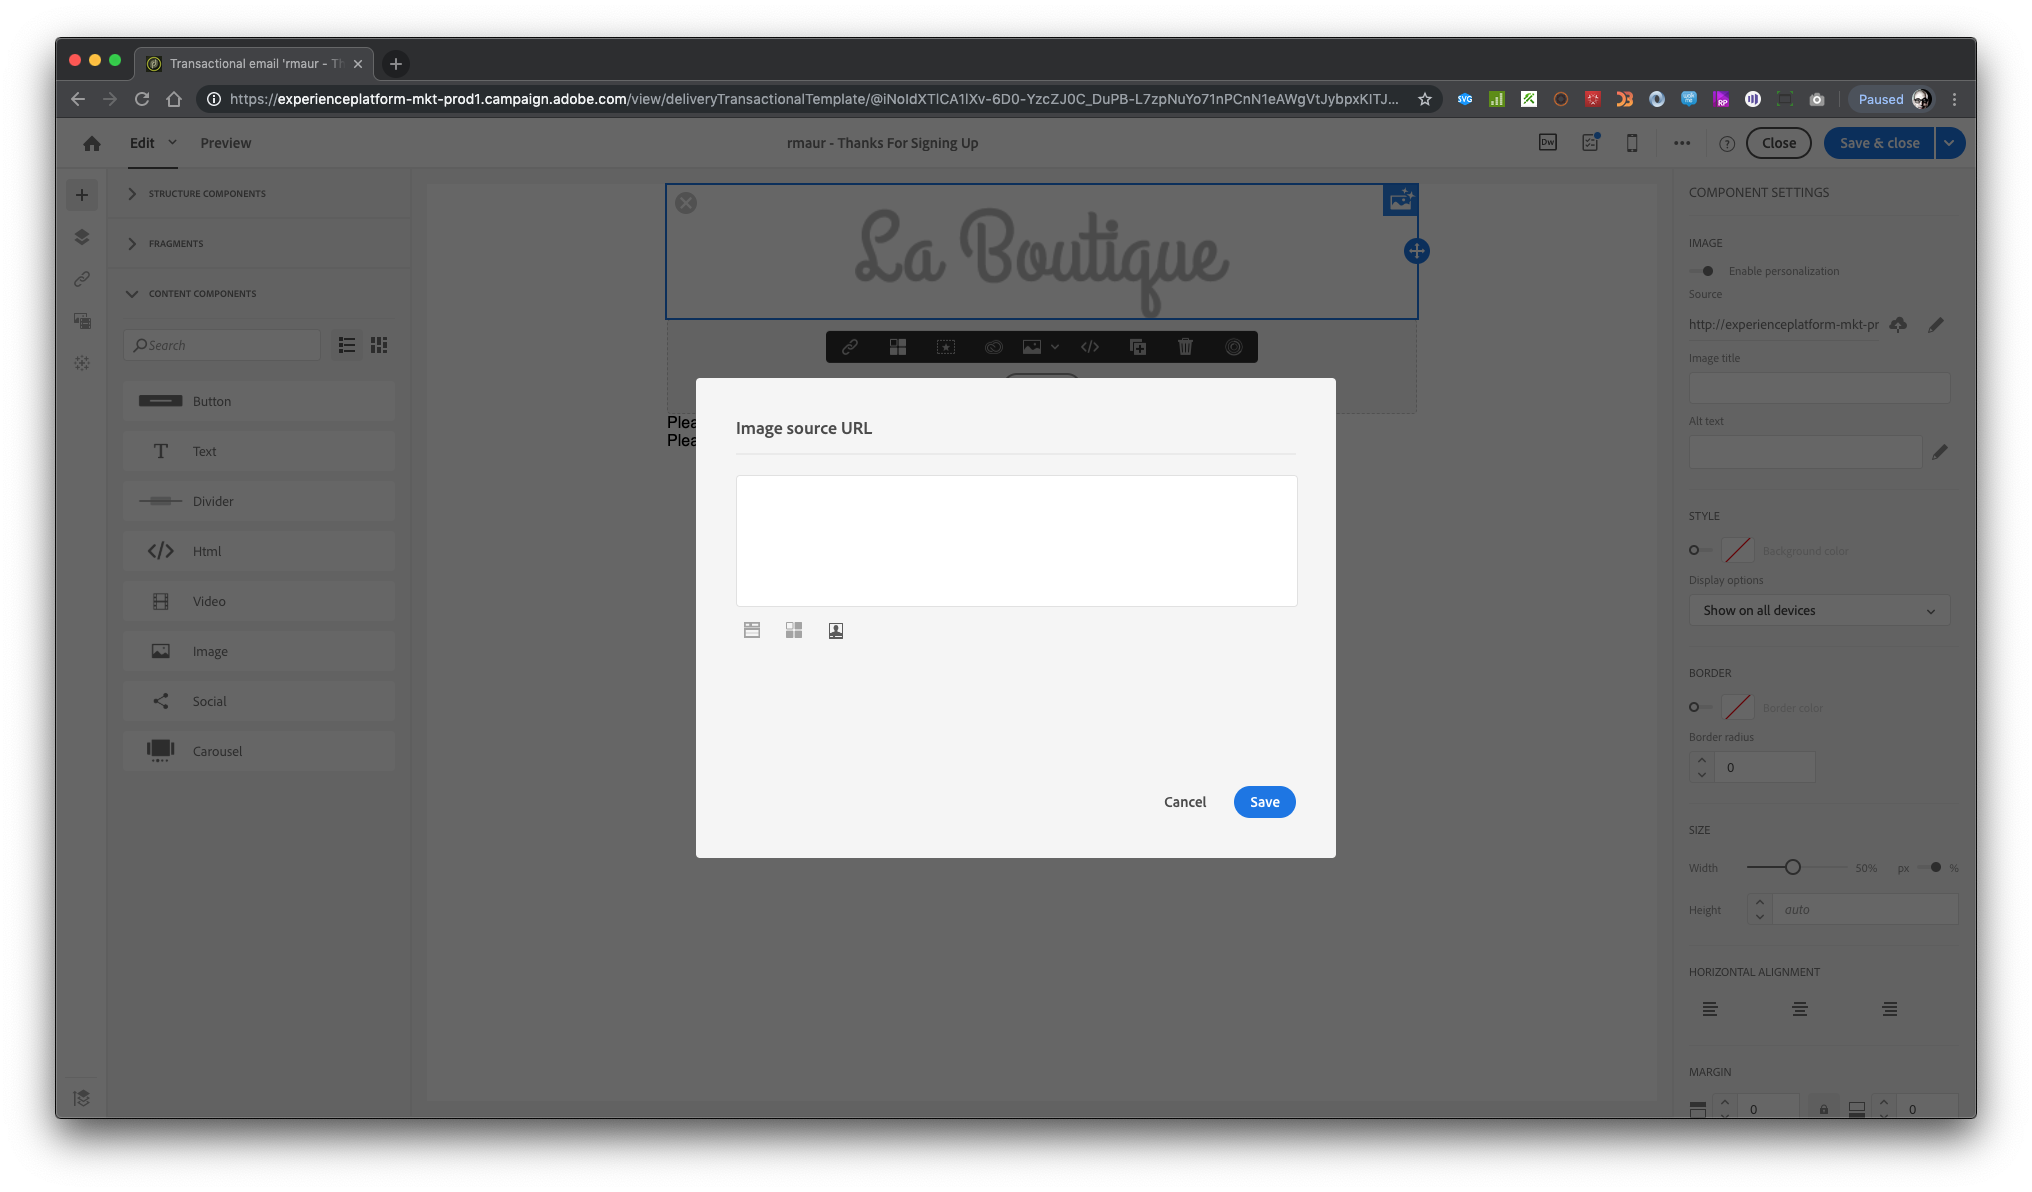 Transactional email 'rmaur - Th
https://experienceplatform-mkt-prod1.campaign.adobe.com/view/deliveryTransactionalTemplate/@iNoIdXTlCA1lXv-6D0-YzcZJ0C_DuPB-L7zpNuYo71nPCnN1eAWgVtJybpxKITJ...
SVG
RP
Paused
Edit
Preview
rmaur - Thanks For Signing Up
Dw
Close
Save & close
STRUCTURE COMPONENTS
FRAGMENTS
CONTENT COMPONENTS
Search
Button
Text
Divider
Html
Video
Image
Social
Carousel
La Boutique
Plea
Plea
Image source URL
Cancel
Save
COMPONENT SETTINGS
IMAGE
Enable personalization
Source
http://experienceplatform-mkt-pr
Image title
Alt text
STYLE
Background color
Display options
Show on all devices
BORDER
Border color
Border radius
0
SIZE
Width
50%
px
%
Height
auto
HORIZONTAL ALIGNMENT
MARGIN
0
0